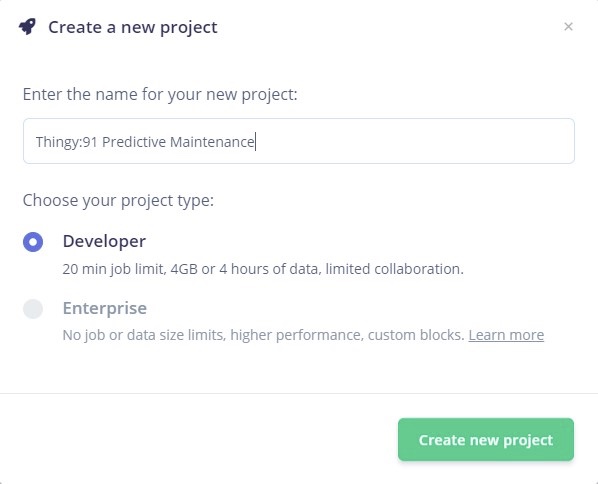 Create a new project
×
Enter the name for your new project:
Thingy:91 Predictive Maintenance
Choose your project type:
Developer
20 min job limit, 4GB or 4 hours of data, limited collaboration.
Enterprise
No job or data size limits, higher performance, custom blocks. Learn more
Create new project